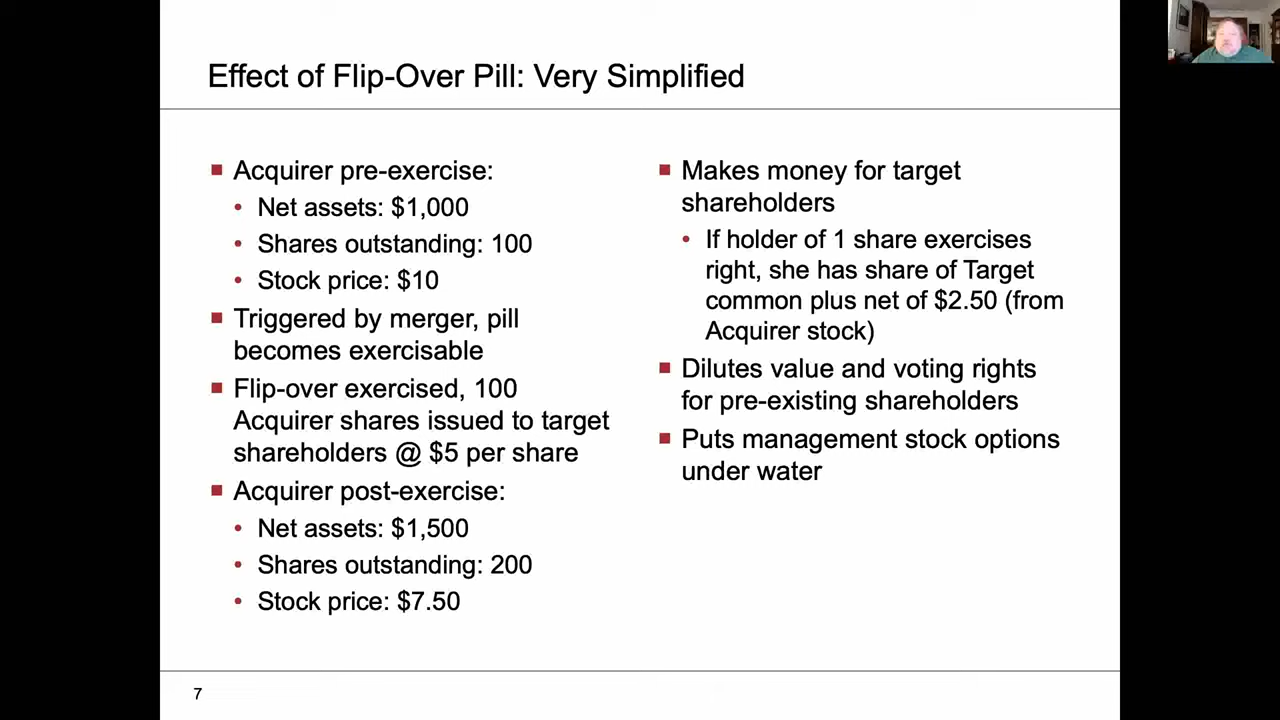 Effect of Flip-Over Pill: Very Simplified
Acquirer pre-exercise:
Net assets: $1,000
Shares outstanding: 100
Stock price: $10
Triggered by merger, pill
becomes exercisable
Flip-over exercised, 100
Acquirer shares issued to target
shareholders @ $5 per share
Acquirer post-exercise:
Net assets: $1,500
Shares outstanding: 200
Stock price: $7.50
Makes money for target
shareholders
If holder of 1 share exercises
right, she has share of Target
common plus net of $2.50 (from
Acquirer stock)
Dilutes value and voting rights
for pre-existing shareholders
Puts management stock options
under water
7